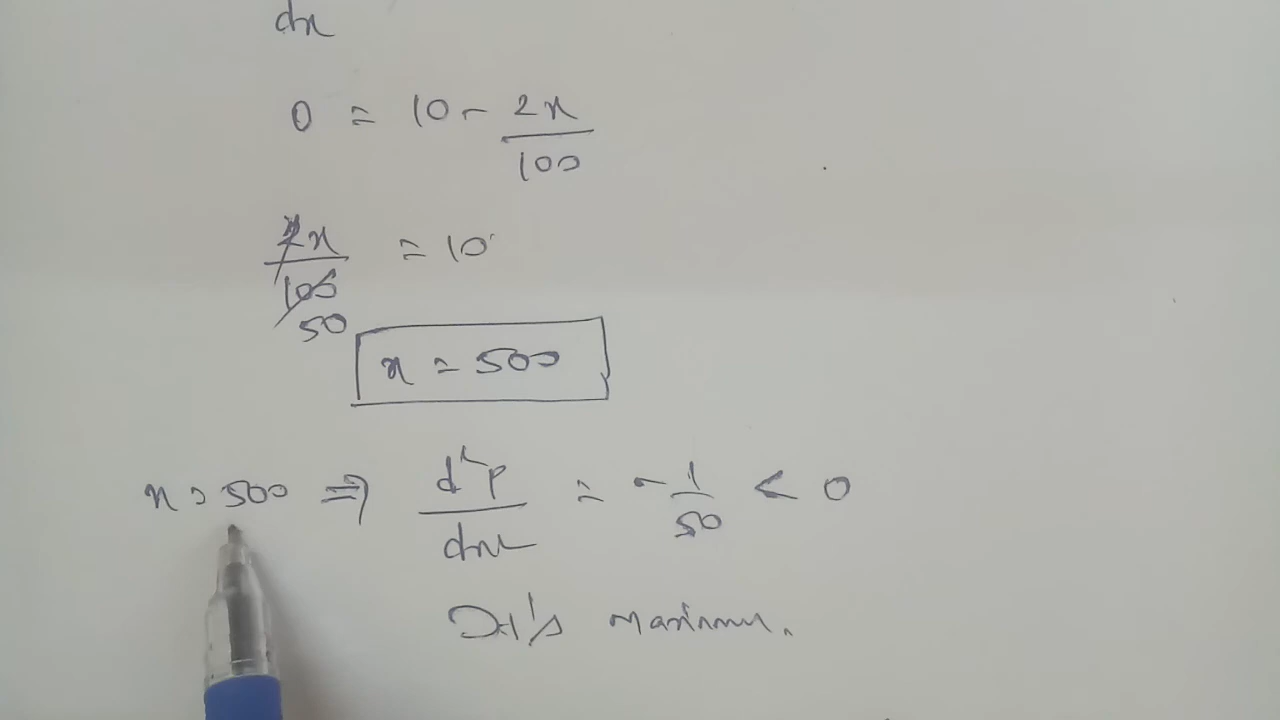 dx
0 = 10 - 2x/100
2x/100 = 10
50
x = 500
x = 500 ⇒ d²p/dx² = -1/50 < 0
It's maximum.